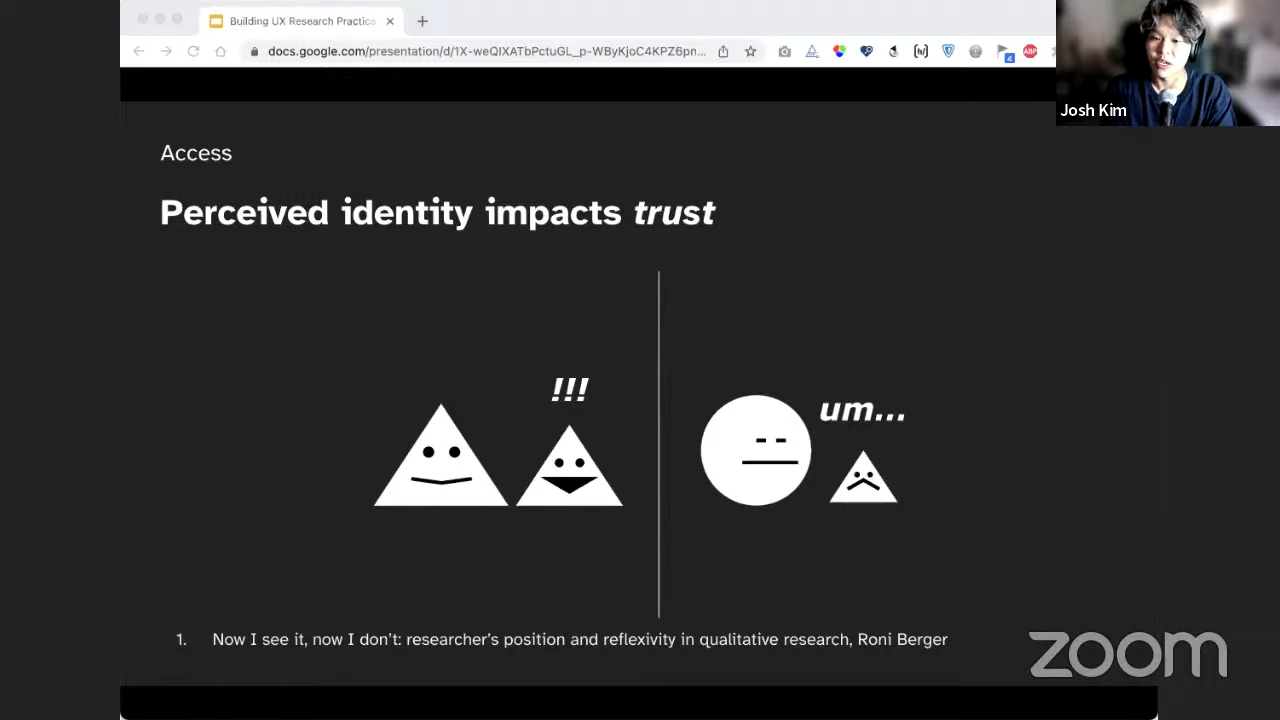 Building UX Research Practice
docs.google.com/presentation/d/1X-weQIXATbPctuGL_p-WByKjoC4KPZ6pn...
Josh Kim
Access
Perceived identity impacts trust
!!!
um...
1. Now I see it, now I don't: researcher's position and reflexivity in qualitative research, Roni Berger
zoom
ABP